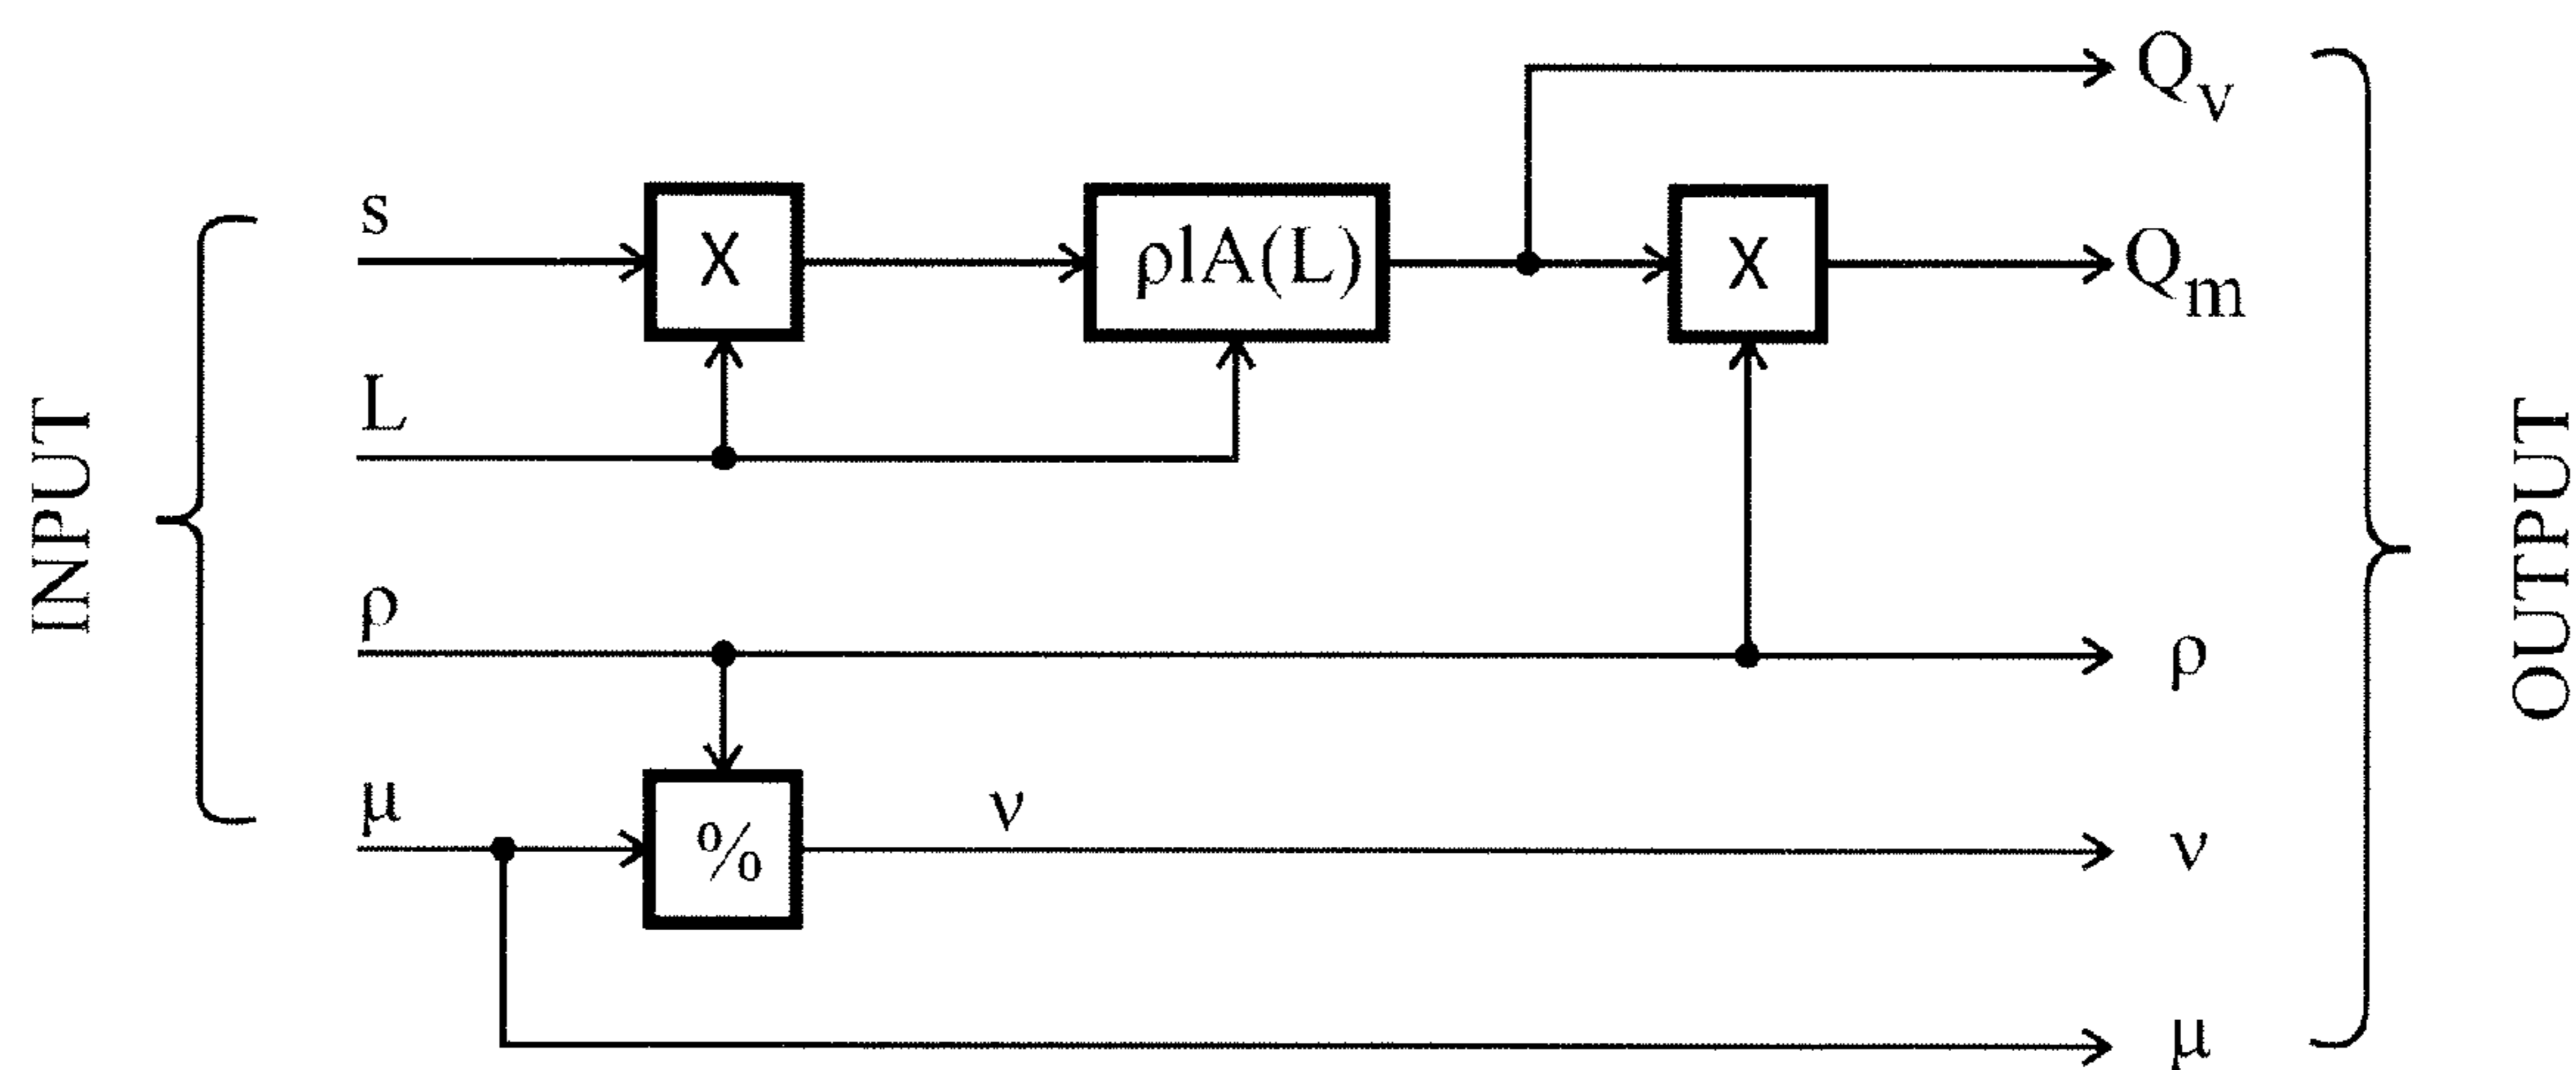 INPUT
s
L
ρ
μ
X
ρlA(L)
X
%
ν
Qv
Qm
ρ
ν
μ
OUTPUT